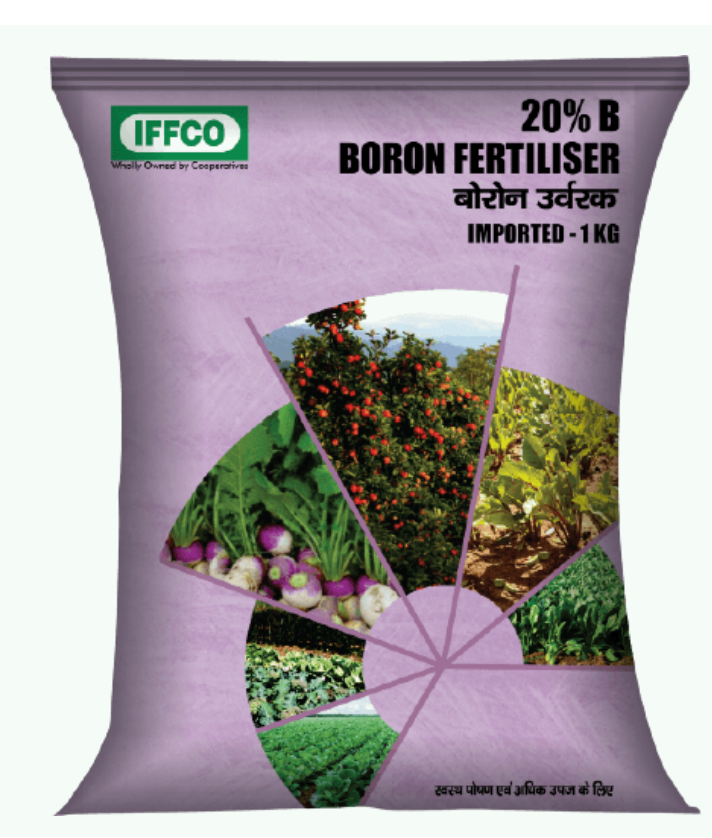 IFFCO
Wholly Owned by Cooperatives
20% B
BORON FERTILISER
बोरोन उर्वरक
IMPORTED - 1 KG
स्वस्थ पोषण एवं अधिक उपज के लिए